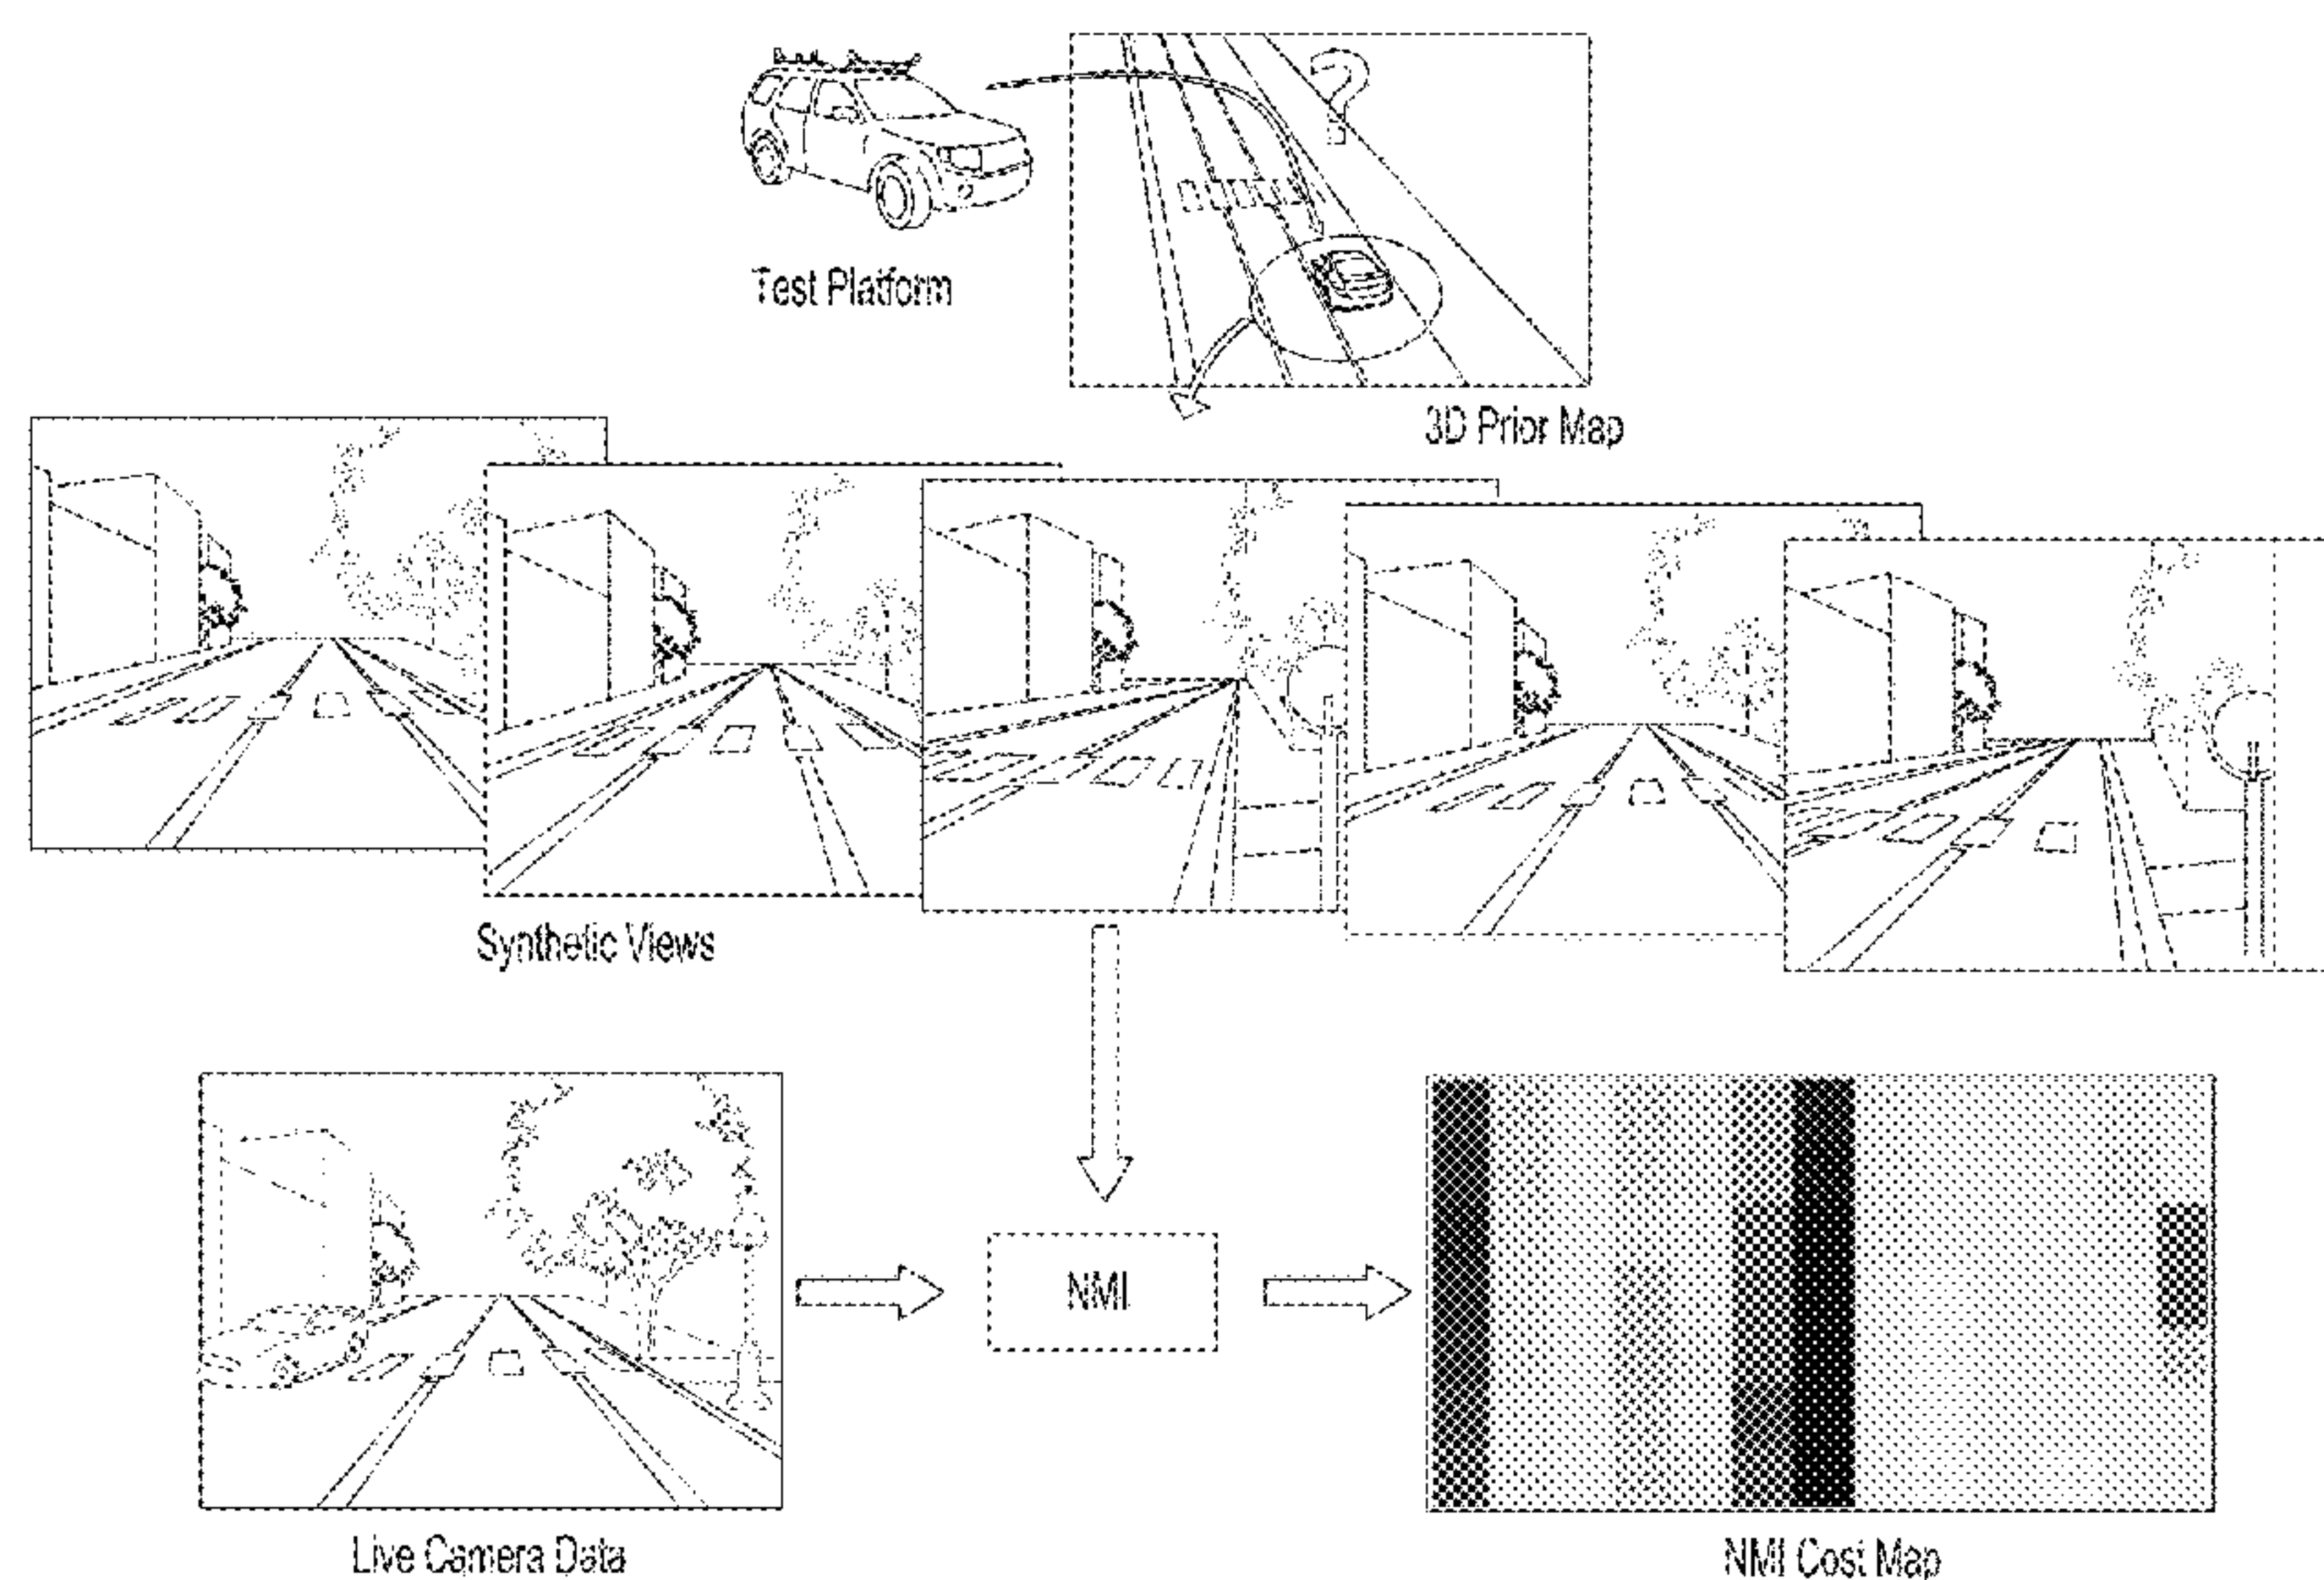 ?
Test Platform
3D Prior Map
Synthetic Views
NMI
Live Camera Data
NMI Cost Map